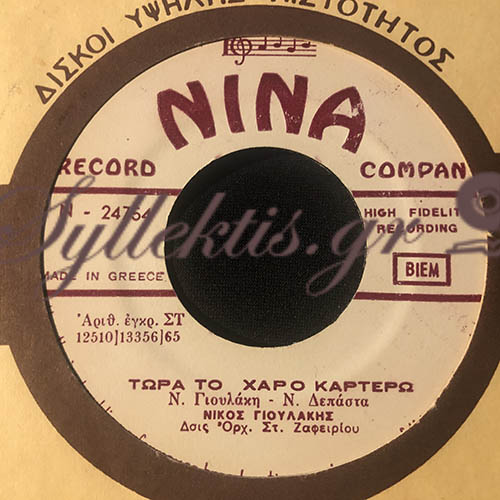 ΔΙΣΚΟΙ ΥΨΗΛΗΣ ΠΙΣΤΟΤΗΤΟΣ
NINA
RECORD COMPAN
N - 24764
HIGH FIDELIT
RECORDING
Syllektis.gr
MADE IN GREECE
BIEM
Ἀριθ. ἐγκρ. ΣΤ
12510]13356]65
ΤΩΡΑ ΤΟ ΧΑΡΟ ΚΑΡΤΕΡΩ
Ν. Γιουλάκη - Ν. Δεπάστα
ΝΙΚΟΣ ΓΙΟΥΛΑΚΗΣ
Δσις Ὀρχ. Στ. Ζαφειρίου